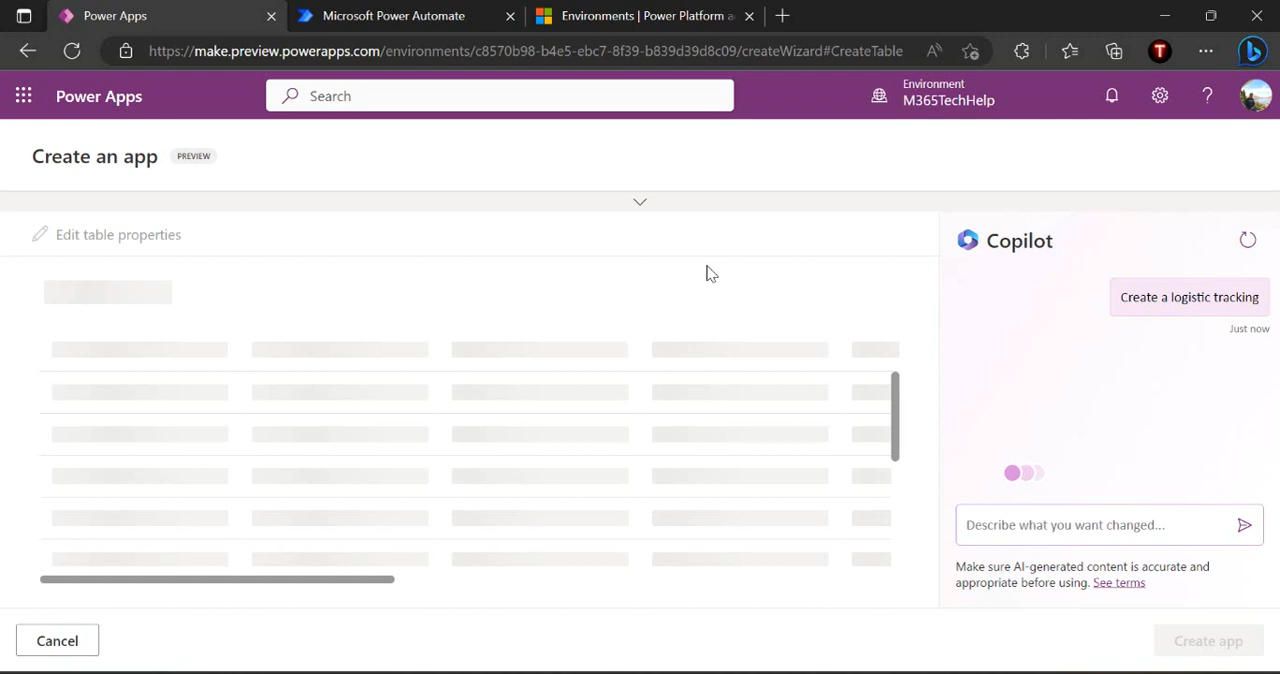 Power Apps
Microsoft Power Automate
Environments | Power Platform a
https://make.preview.powerapps.com/environments/c8570b98-b4e5-ebc7-8f39-b839d39d8c09/createWizard#CreateTable
T
Power Apps
Search
Environment
M365TechHelp
Create an app
PREVIEW
Edit table properties
Copilot
Create a logistic tracking
Just now
Describe what you want changed...
Make sure AI-generated content is accurate and
appropriate before using. See terms
Cancel
Create app